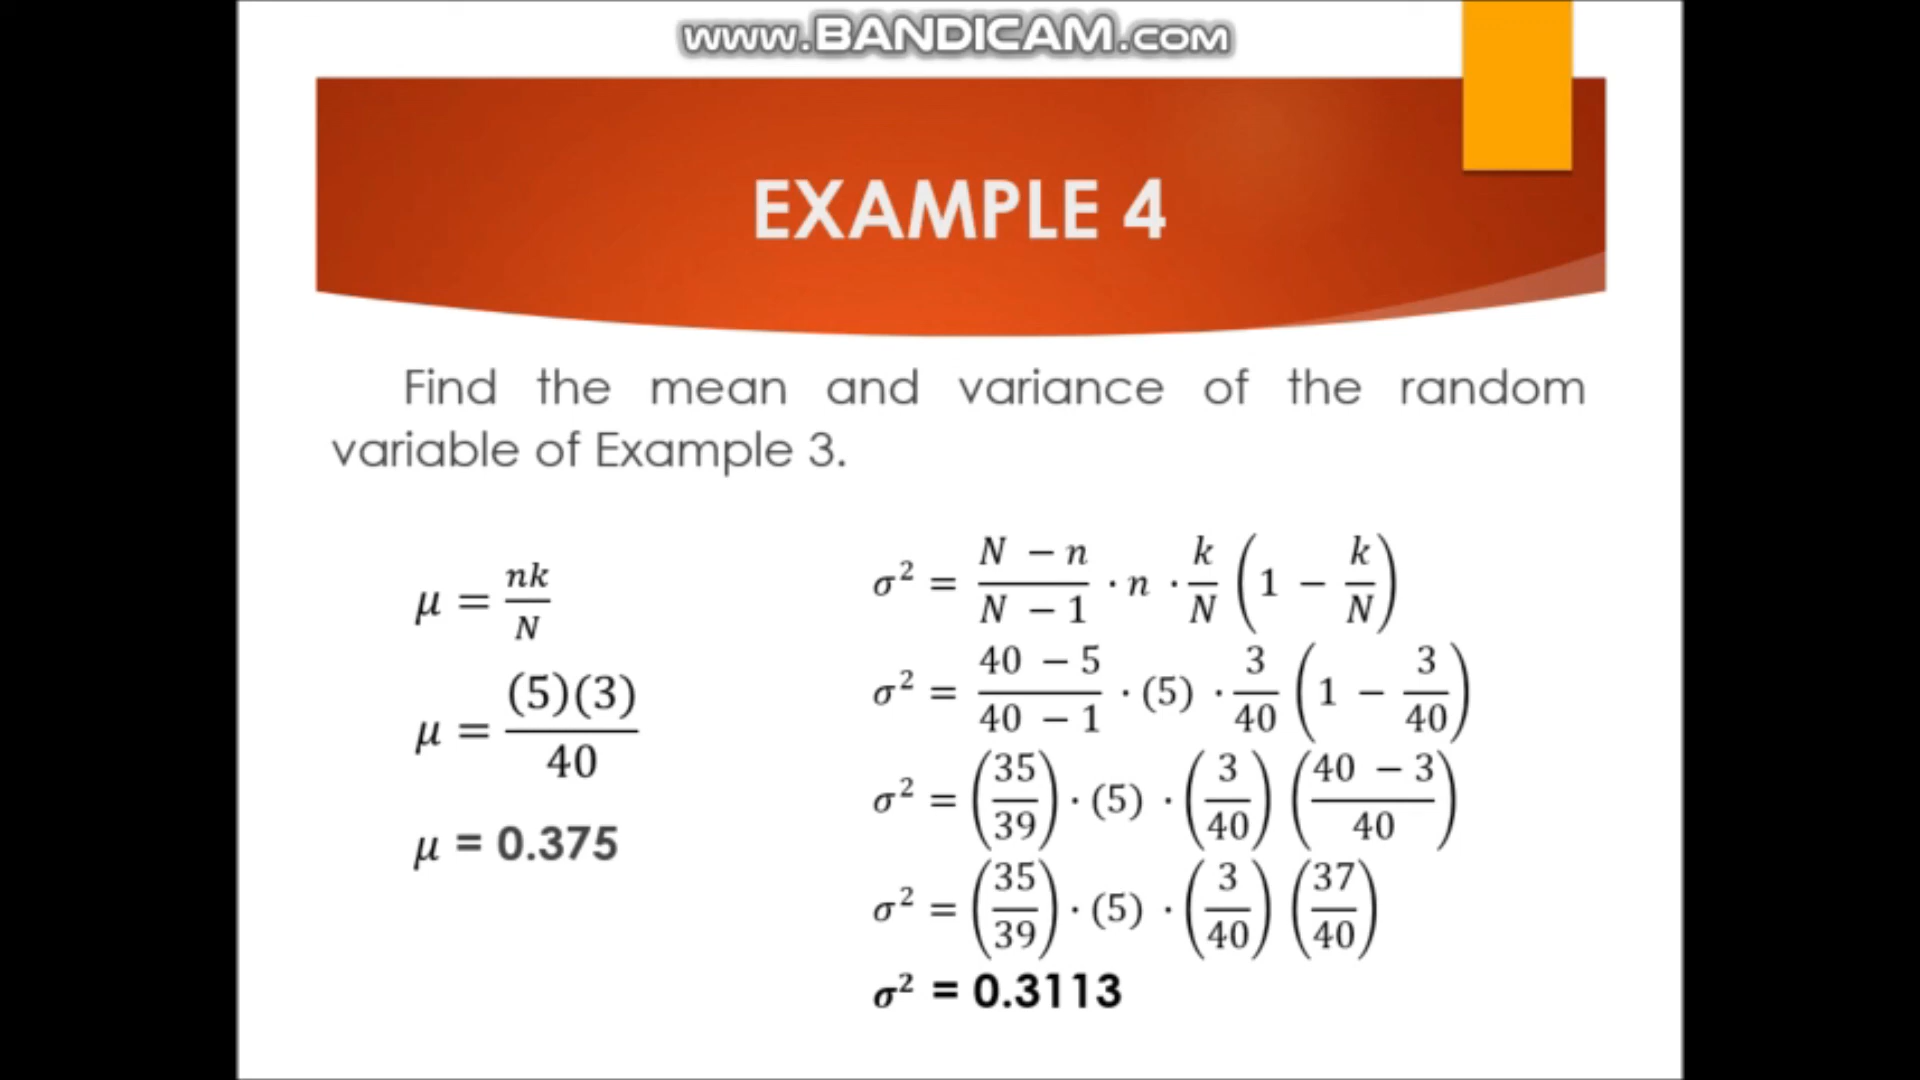 www.BANDICAM.com
EXAMPLE 4
Find the mean and variance of the random
variable of Example 3.
μ = nk/N
μ = (5)(3)/40
μ = 0.375
σ² = (N − n)/(N − 1) · n · k/N (1 − k/N)
σ² = (40 − 5)/(40 − 1) · (5) · 3/40 (1 − 3/40)
σ² = (35/39) · (5) · (3/40) ((40 − 3)/40)
σ² = (35/39) · (5) · (3/40) (37/40)
σ² = 0.3113